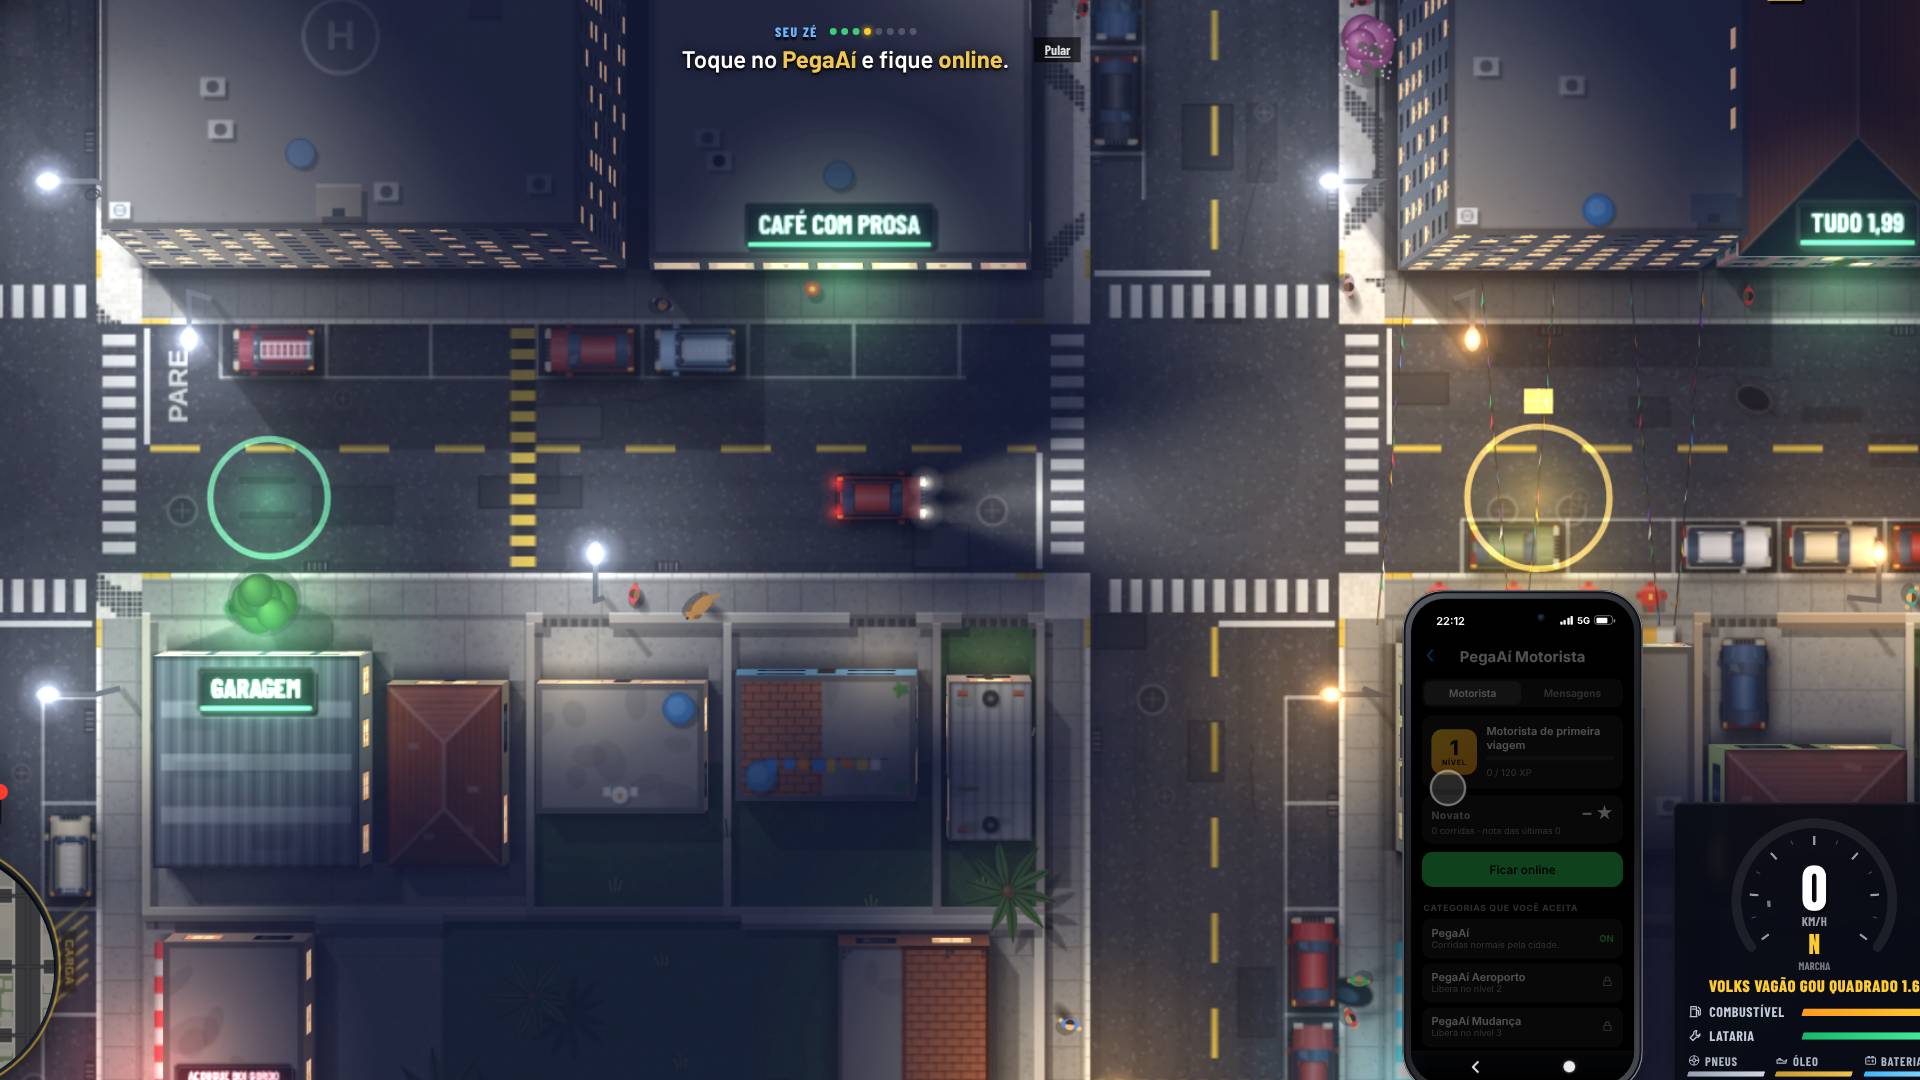 H
SEU ZÉ
Toque no PegaAí e fique online.
Pular
CAFÉ COM PROSA
TUDO 1,99
PARE
GARAGEM
CARGA
22:12
5G
PegaAí Motorista
Motorista
Mensagens
1
NÍVEL
Motorista de primeira
viagem
0 / 120 XP
Novato
0 corridas · nota das últimas 0
Ficar online
CATEGORIAS QUE VOCÊ ACEITA
PegaAí
Corridas normais pela cidade.
ON
PegaAí Aeroporto
Libera no nível 2
PegaAí Mudança
Libera no nível 3
0
KM/H
N
MARCHA
VOLKS VAGÃO GOU QUADRADO 1.6
COMBUSTÍVEL
LATARIA
PNEUS
ÓLEO
BATERIA